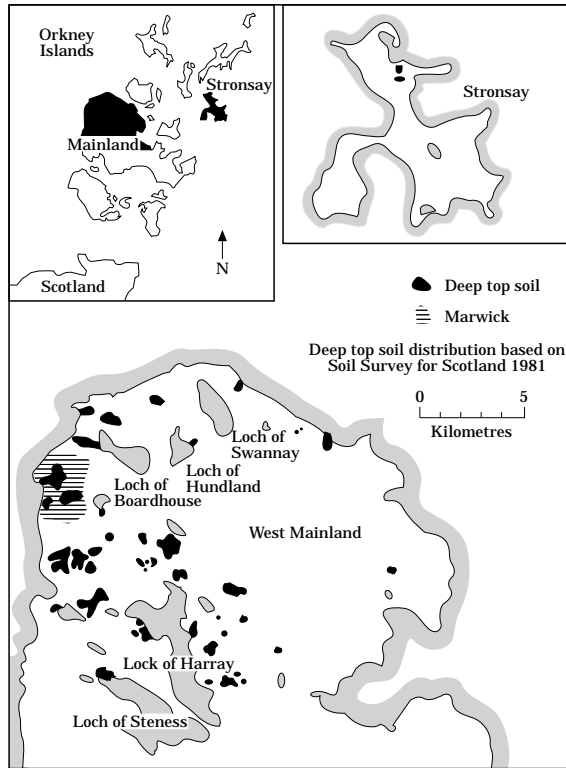 Orkney
Islands
Stronsay
Mainland
N
Scotland
Stronsay
Deep top soil
Marwick
Deep top soil distribution based on
Soil Survey for Scotland 1981
0 5
Kilometres
Loch of
Swannay
Loch of
Hundland
Loch of
Boardhouse
West Mainland
Lock of Harray
Loch of Steness